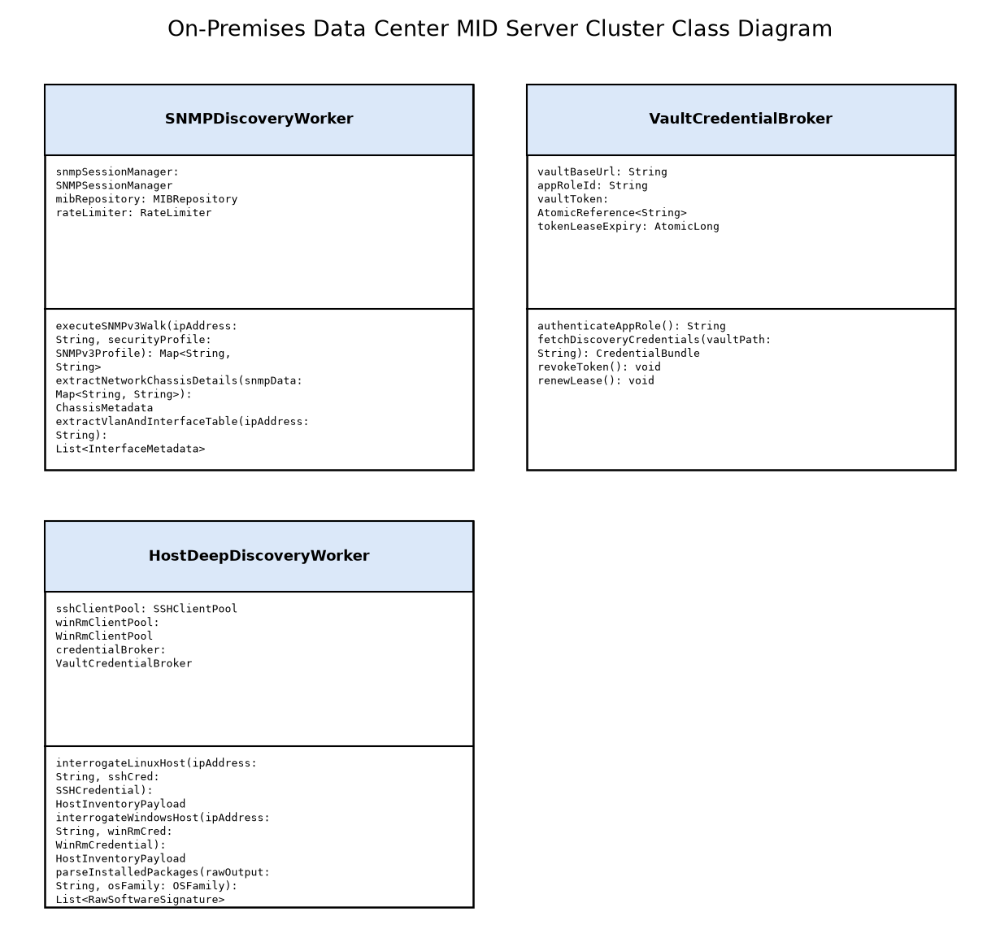 On-Premises Data Center MID Server Cluster Class Diagram
SNMPDiscoveryWorker
snmpSessionManager:
SNMPSessionManager
mibRepository: MIBRepository
rateLimiter: RateLimiter
executeSNMPv3Walk(ipAddress:
String, securityProfile:
SNMPv3Profile): Map<String,
String>
extractNetworkChassisDetails(snmpData:
Map<String, String>):
ChassisMetadata
extractVlanAndInterfaceTable(ipAddress:
String):
List<InterfaceMetadata>
VaultCredentialBroker
vaultBaseUrl: String
appRoleId: String
vaultToken:
AtomicReference<String>
tokenLeaseExpiry: AtomicLong
authenticateAppRole(): String
fetchDiscoveryCredentials(vaultPath:
String): CredentialBundle
revokeToken(): void
renewLease(): void
HostDeepDiscoveryWorker
sshClientPool: SSHClientPool
winRmClientPool:
WinRmClientPool
credentialBroker:
VaultCredentialBroker
interrogateLinuxHost(ipAddress:
String, sshCred:
SSHCredential):
HostInventoryPayload
interrogateWindowsHost(ipAddress:
String, winRmCred:
WinRmCredential):
HostInventoryPayload
parseInstalledPackages(rawOutput:
String, osFamily: OSFamily):
List<RawSoftwareSignature>